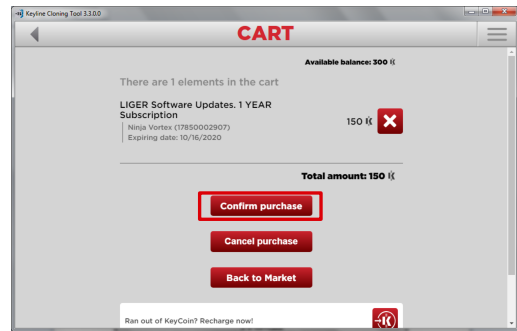 Keyline Cloning Tool 3.3.0.0
CART
Available balance: 300
There are 1 elements in the cart
LIGER Software Updates. 1 YEAR
Subscription
150
Ninja Vortex (17850002907)
Expiring date: 10/16/2020
Total amount: 150
Confirm purchase
Cancel purchase
Back to Market
Ran out of KeyCoin? Recharge now!